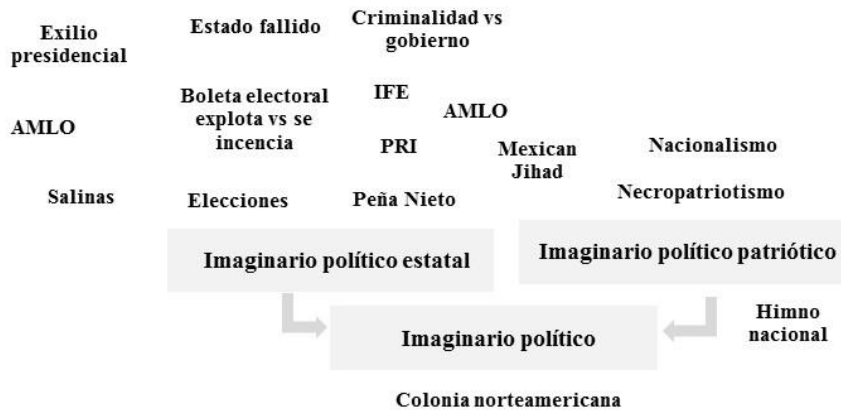 Exilio
presidencial
Estado fallido
Criminalidad vs
gobierno
Boleta electoral
explota vs se
incencia
IFE
AMLO
AMLO
PRI
Mexican
Jihad
Nacionalismo
Salinas
Elecciones
Peña Nieto
Necropatriotismo
Imaginario político estatal
Imaginario político patriótico
Imaginario político
Himno
nacional
Colonia norteamericana